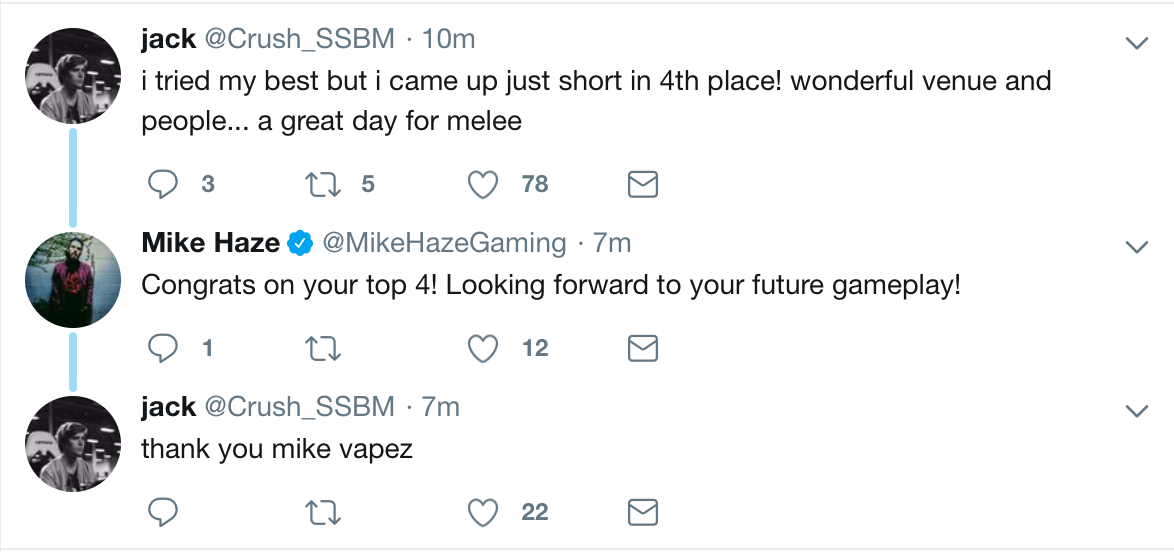 jack @Crush_SSBM · 10m
i tried my best but i came up just short in 4th place! wonderful venue and
people... a great day for melee
3 5 78
Mike Haze @MikeHazeGaming · 7m
Congrats on your top 4! Looking forward to your future gameplay!
1 12
jack @Crush_SSBM · 7m
thank you mike vapez
22